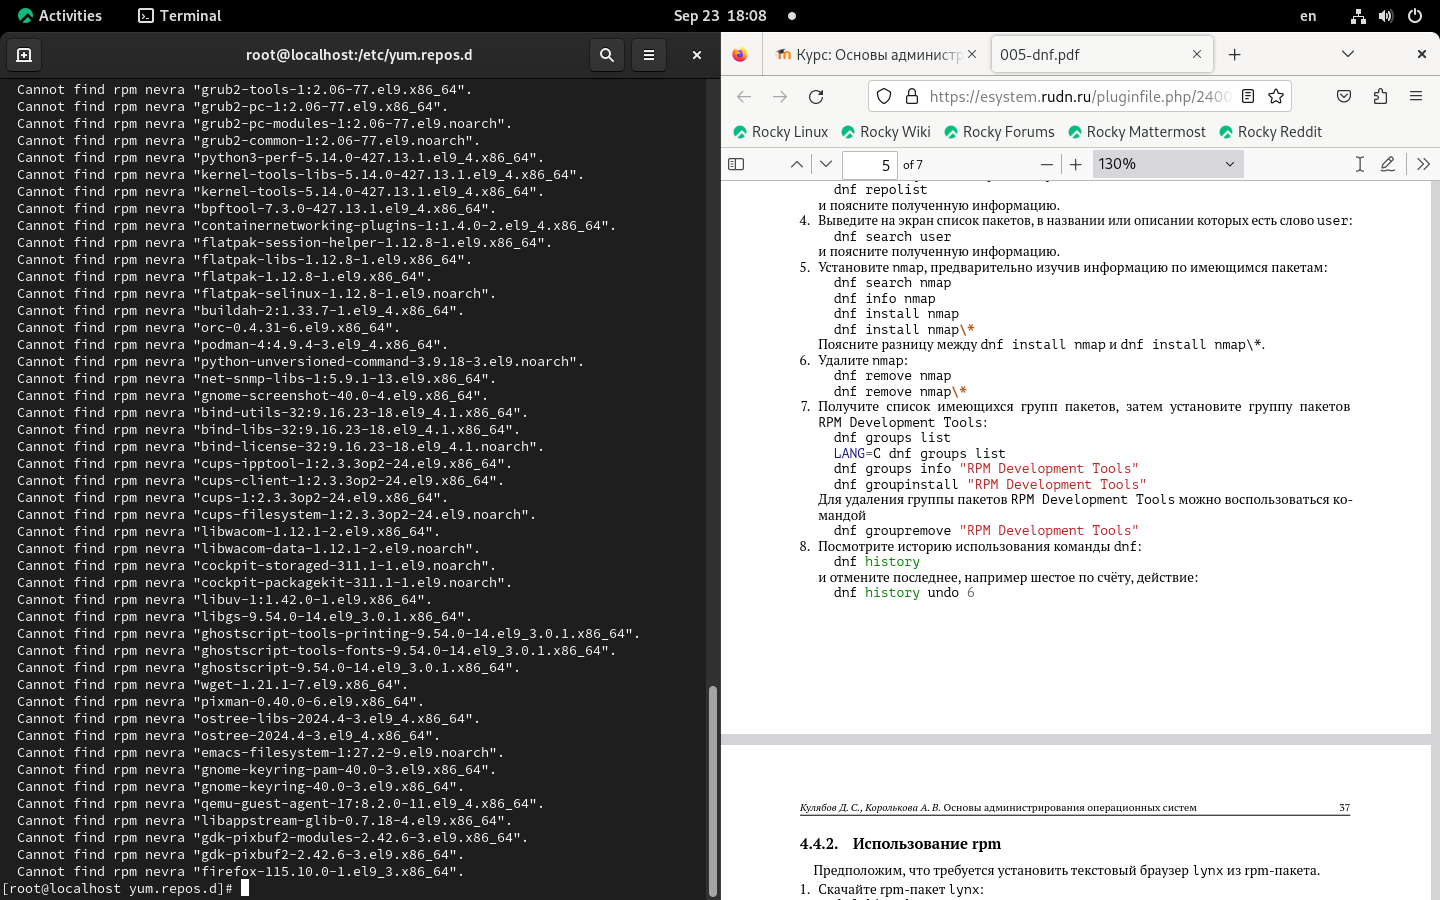 Activities
Terminal
Sep 23 18:08
en
root@localhost:/etc/yum.repos.d
Cannot find rpm nevra "grub2-tools-1:2.06-77.el9.x86_64".
Cannot find rpm nevra "grub2-pc-1:2.06-77.el9.x86_64".
Cannot find rpm nevra "grub2-pc-modules-1:2.06-77.el9.noarch".
Cannot find rpm nevra "grub2-common-1:2.06-77.el9.noarch".
Cannot find rpm nevra "python3-perf-5.14.0-427.13.1.el9_4.x86_64".
Cannot find rpm nevra "kernel-tools-libs-5.14.0-427.13.1.el9_4.x86_64".
Cannot find rpm nevra "kernel-tools-5.14.0-427.13.1.el9_4.x86_64".
Cannot find rpm nevra "bpftool-7.3.0-427.13.1.el9_4.x86_64".
Cannot find rpm nevra "containernetworking-plugins-1:1.4.0-2.el9_4.x86_64".
Cannot find rpm nevra "flatpak-session-helper-1.12.8-1.el9.x86_64".
Cannot find rpm nevra "flatpak-libs-1.12.8-1.el9.x86_64".
Cannot find rpm nevra "flatpak-1.12.8-1.el9.x86_64".
Cannot find rpm nevra "flatpak-selinux-1.12.8-1.el9.noarch".
Cannot find rpm nevra "buildah-2:1.33.7-1.el9_4.x86_64".
Cannot find rpm nevra "orc-0.4.31-6.el9.x86_64".
Cannot find rpm nevra "podman-4:4.9.4-3.el9_4.x86_64".
Cannot find rpm nevra "python-unversioned-command-3.9.18-3.el9.noarch".
Cannot find rpm nevra "net-snmp-libs-1:5.9.1-13.el9.x86_64".
Cannot find rpm nevra "gnome-screenshot-40.0-4.el9.x86_64".
Cannot find rpm nevra "bind-utils-32:9.16.23-18.el9_4.1.x86_64".
Cannot find rpm nevra "bind-libs-32:9.16.23-18.el9_4.1.x86_64".
Cannot find rpm nevra "bind-license-32:9.16.23-18.el9_4.1.noarch".
Cannot find rpm nevra "cups-ipptool-1:2.3.3op2-24.el9.x86_64".
Cannot find rpm nevra "cups-client-1:2.3.3op2-24.el9.x86_64".
Cannot find rpm nevra "cups-1:2.3.3op2-24.el9.x86_64".
Cannot find rpm nevra "cups-filesystem-1:2.3.3op2-24.el9.noarch".
Cannot find rpm nevra "libwacom-1.12.1-2.el9.x86_64".
Cannot find rpm nevra "libwacom-data-1.12.1-2.el9.noarch".
Cannot find rpm nevra "cockpit-storaged-311.1-1.el9.noarch".
Cannot find rpm nevra "cockpit-packagekit-311.1-1.el9.noarch".
Cannot find rpm nevra "libuv-1:1.42.0-1.el9.x86_64".
Cannot find rpm nevra "libgs-9.54.0-14.el9_3.0.1.x86_64".
Cannot find rpm nevra "ghostscript-tools-printing-9.54.0-14.el9_3.0.1.x86_64".
Cannot find rpm nevra "ghostscript-tools-fonts-9.54.0-14.el9_3.0.1.x86_64".
Cannot find rpm nevra "ghostscript-9.54.0-14.el9_3.0.1.x86_64".
Cannot find rpm nevra "wget-1.21.1-7.el9.x86_64".
Cannot find rpm nevra "pixman-0.40.0-6.el9.x86_64".
Cannot find rpm nevra "ostree-libs-2024.4-3.el9_4.x86_64".
Cannot find rpm nevra "ostree-2024.4-3.el9_4.x86_64".
Cannot find rpm nevra "emacs-filesystem-1:27.2-9.el9.noarch".
Cannot find rpm nevra "gnome-keyring-pam-40.0-3.el9.x86_64".
Cannot find rpm nevra "gnome-keyring-40.0-3.el9.x86_64".
Cannot find rpm nevra "qemu-guest-agent-17:8.2.0-11.el9_4.x86_64".
Cannot find rpm nevra "libappstream-glib-0.7.18-4.el9.x86_64".
Cannot find rpm nevra "gdk-pixbuf2-modules-2.42.6-3.el9.x86_64".
Cannot find rpm nevra "gdk-pixbuf2-2.42.6-3.el9.x86_64".
Cannot find rpm nevra "firefox-115.10.0-1.el9_3.x86_64".
[root@localhost yum.repos.d]#
Курс: Основы администр
005-dnf.pdf
https://esystem.rudn.ru/pluginfile.php/2400
Rocky Linux
Rocky Wiki
Rocky Forums
Rocky Mattermost
Rocky Reddit
5 of 7
130%
dnf repolist
и поясните полученную информацию.
4. Выведите на экран список пакетов, в названии или описании которых есть слово user:
dnf search user
и поясните полученную информацию.
5. Установите nmap, предварительно изучив информацию по имеющимся пакетам:
dnf search nmap
dnf info nmap
dnf install nmap
dnf install nmap\*
Поясните разницу между dnf install nmap и dnf install nmap\*.
6. Удалите nmap:
dnf remove nmap
dnf remove nmap\*
7. Получите список имеющихся групп пакетов, затем установите группу пакетов
RPM Development Tools:
dnf groups list
LANG=C dnf groups list
dnf groups info "RPM Development Tools"
dnf groupinstall "RPM Development Tools"
Для удаления группы пакетов RPM Development Tools можно воспользоваться ко-
мандой
dnf groupremove "RPM Development Tools"
8. Посмотрите историю использования команды dnf:
dnf history
и отмените последнее, например шестое по счёту, действие:
dnf history undo 6
Кулябов Д. С., Королькова А. В. Основы администрирования операционных систем 37
4.4.2. Использование rpm
Предположим, что требуется установить текстовый браузер lynx из rpm-пакета.
1. Скачайте rpm-пакет lynx: